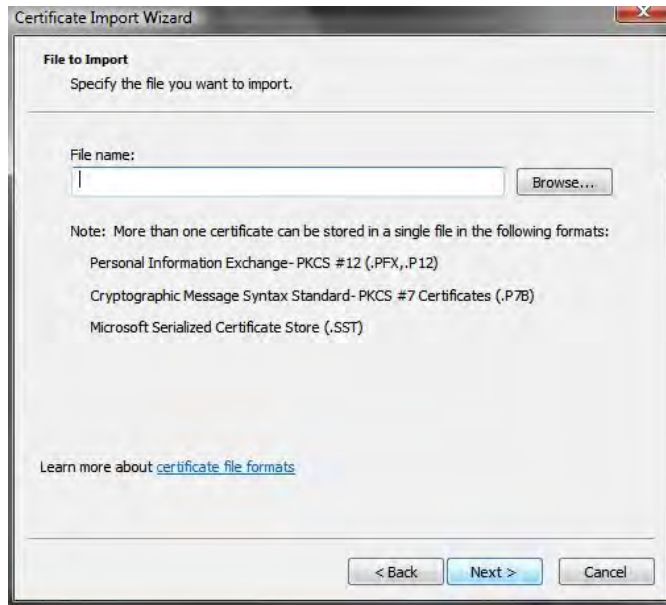 Certificate Import Wizard
File to Import
Specify the file you want to import.
File name:
Browse...
Note: More than one certificate can be stored in a single file in the following formats:
Personal Information Exchange- PKCS #12 (.PFX,.P12)
Cryptographic Message Syntax Standard- PKCS #7 Certificates (.P7B)
Microsoft Serialized Certificate Store (.SST)
Learn more about certificate file formats
< Back Next > Cancel